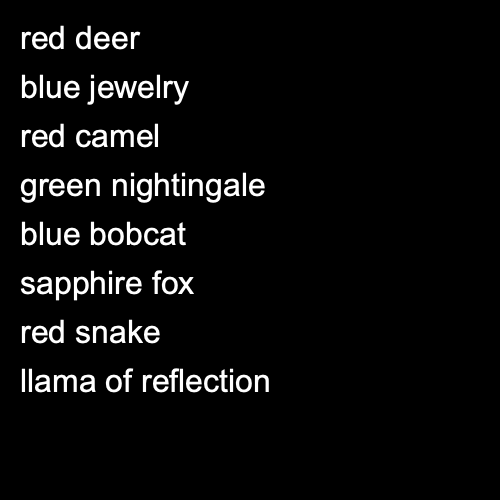 red deer
blue jewelry
red camel
green nightingale
blue bobcat
sapphire fox
red snake
llama of reflection